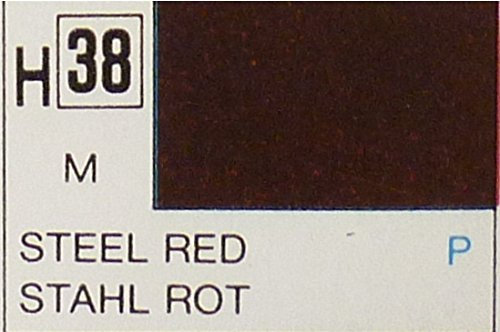 H 38
M
STEEL RED P
STAHL ROT